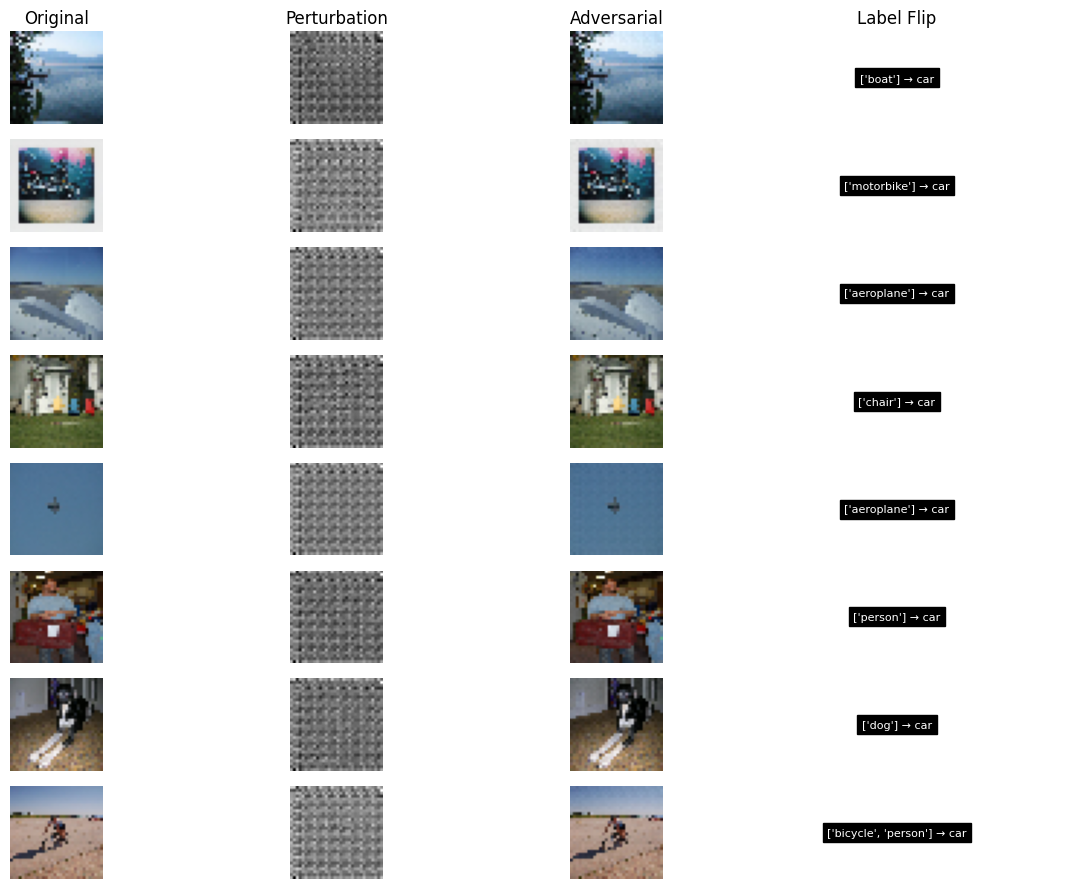 Original Perturbation Adversarial Label Flip
['boat'] → car
['motorbike'] → car
['aeroplane'] → car
['chair'] → car
['aeroplane'] → car
['person'] → car
['dog'] → car
['bicycle', 'person'] → car